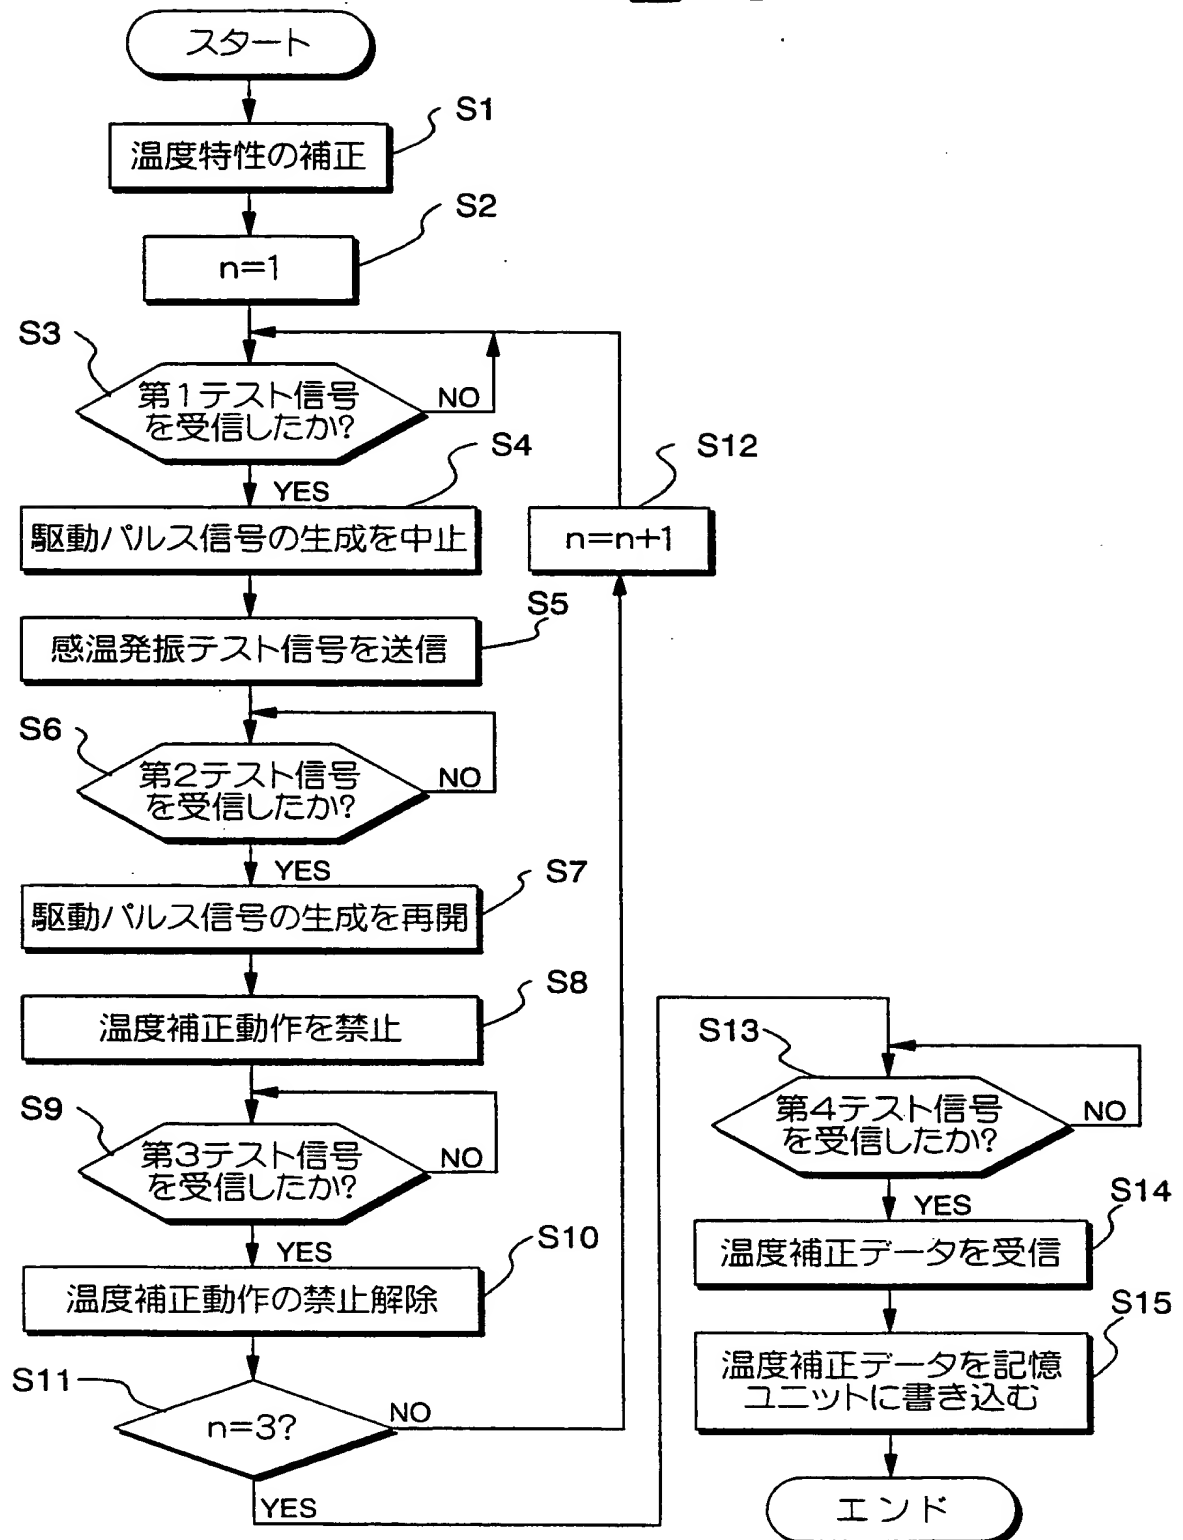 スタート
S1
温度特性の補正
S2
n=1
S3
第1テスト信号
を受信したか?
NO
YES
S4
駆動パルス信号の生成を中止
S12
n=n+1
S5
感温発振テスト信号を送信
S6
第2テスト信号
を受信したか?
NO
YES
S7
駆動パルス信号の生成を再開
S8
温度補正動作を禁止
S9
第3テスト信号
を受信したか?
NO
YES
S10
温度補正動作の禁止解除
S11
n=3?
NO
YES
S13
第4テスト信号
を受信したか?
NO
YES
S14
温度補正データを受信
S15
温度補正データを記憶
ユニットに書き込む
エンド